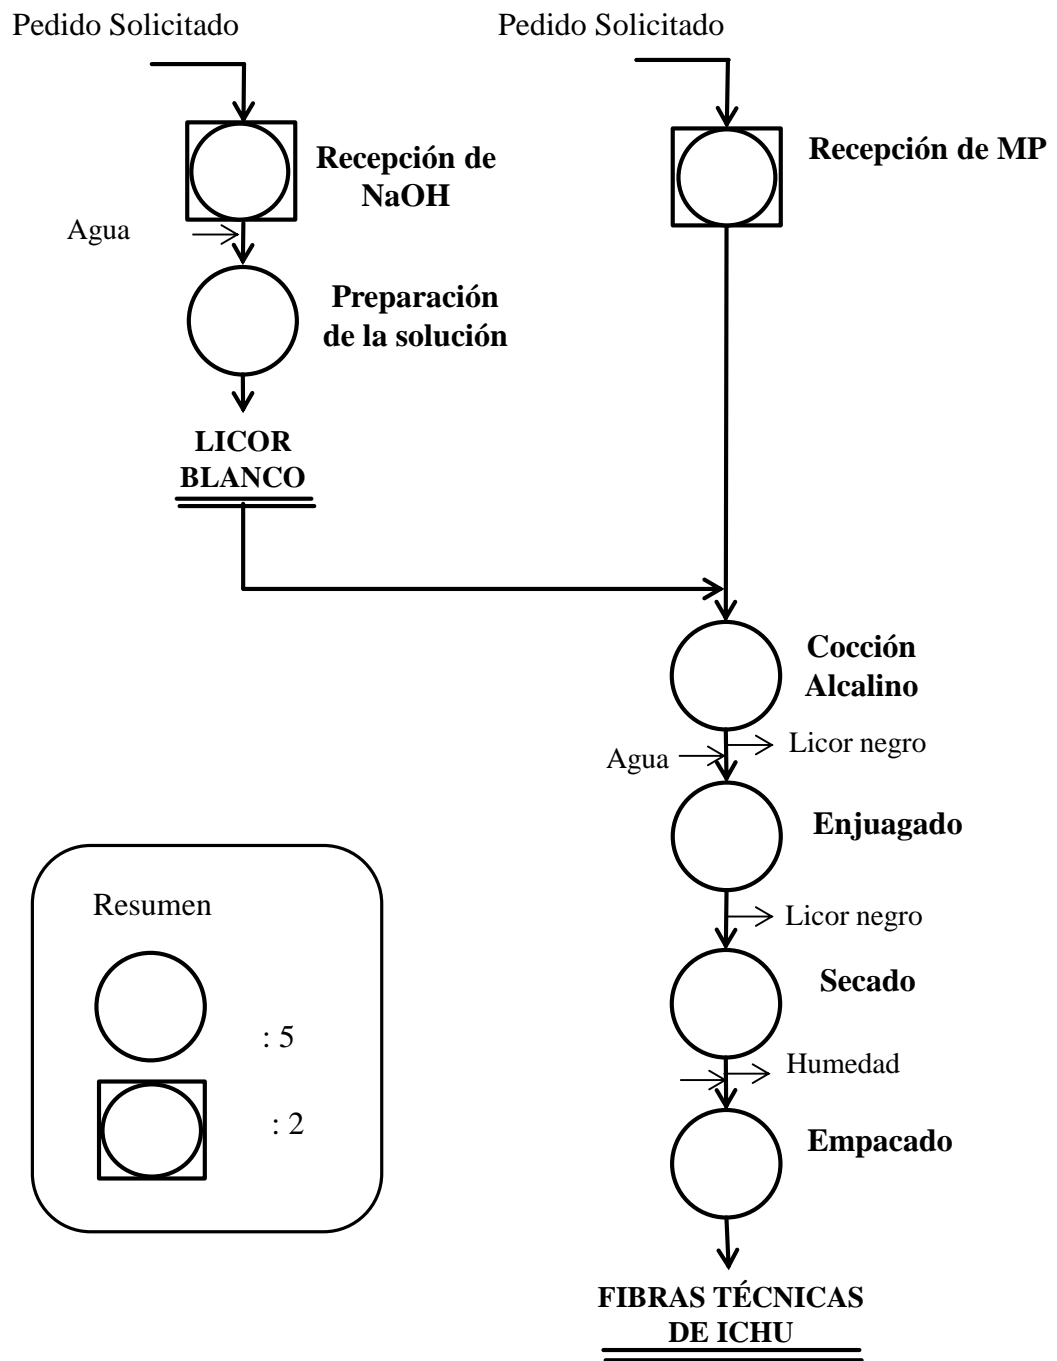 Pedido Solicitado
Pedido Solicitado
Recepción de
NaOH
Recepción de MP
Agua
Preparación
de la solución
LICOR
BLANCO
Cocción
Alcalino
Licor negro
Agua
Enjuagado
Licor negro
Secado
Humedad
Empacado
FIBRAS TÉCNICAS
DE ICHU
Resumen
: 5
: 2